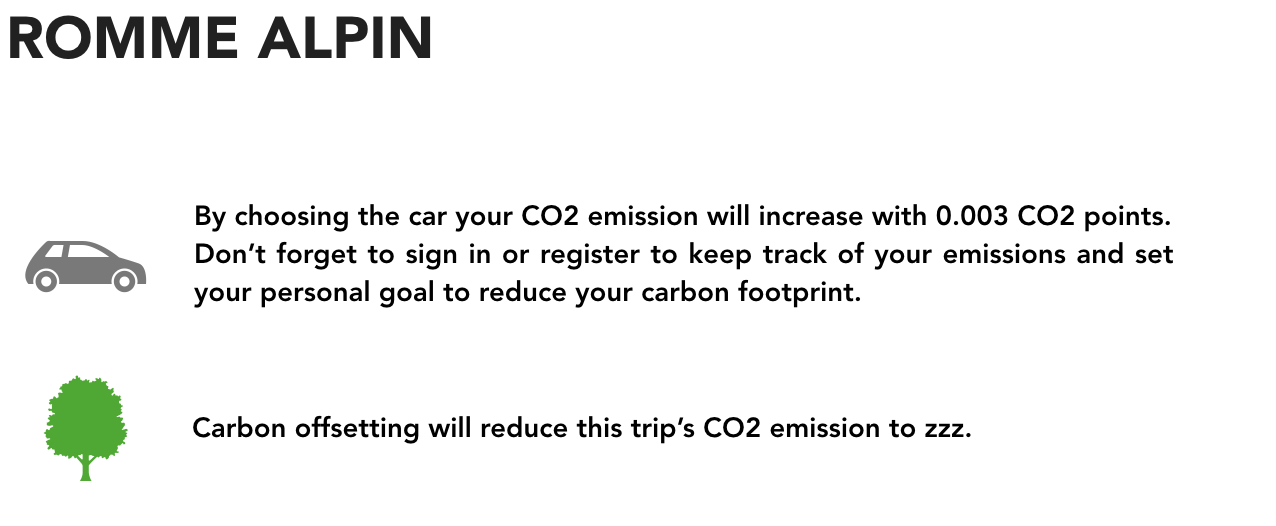 ROMME ALPIN
By choosing the car your CO2 emission will increase with 0.003 CO2 points.
Don’t forget to sign in or register to keep track of your emissions and set
your personal goal to reduce your carbon footprint.
Carbon offsetting will reduce this trip’s CO2 emission to zzz.